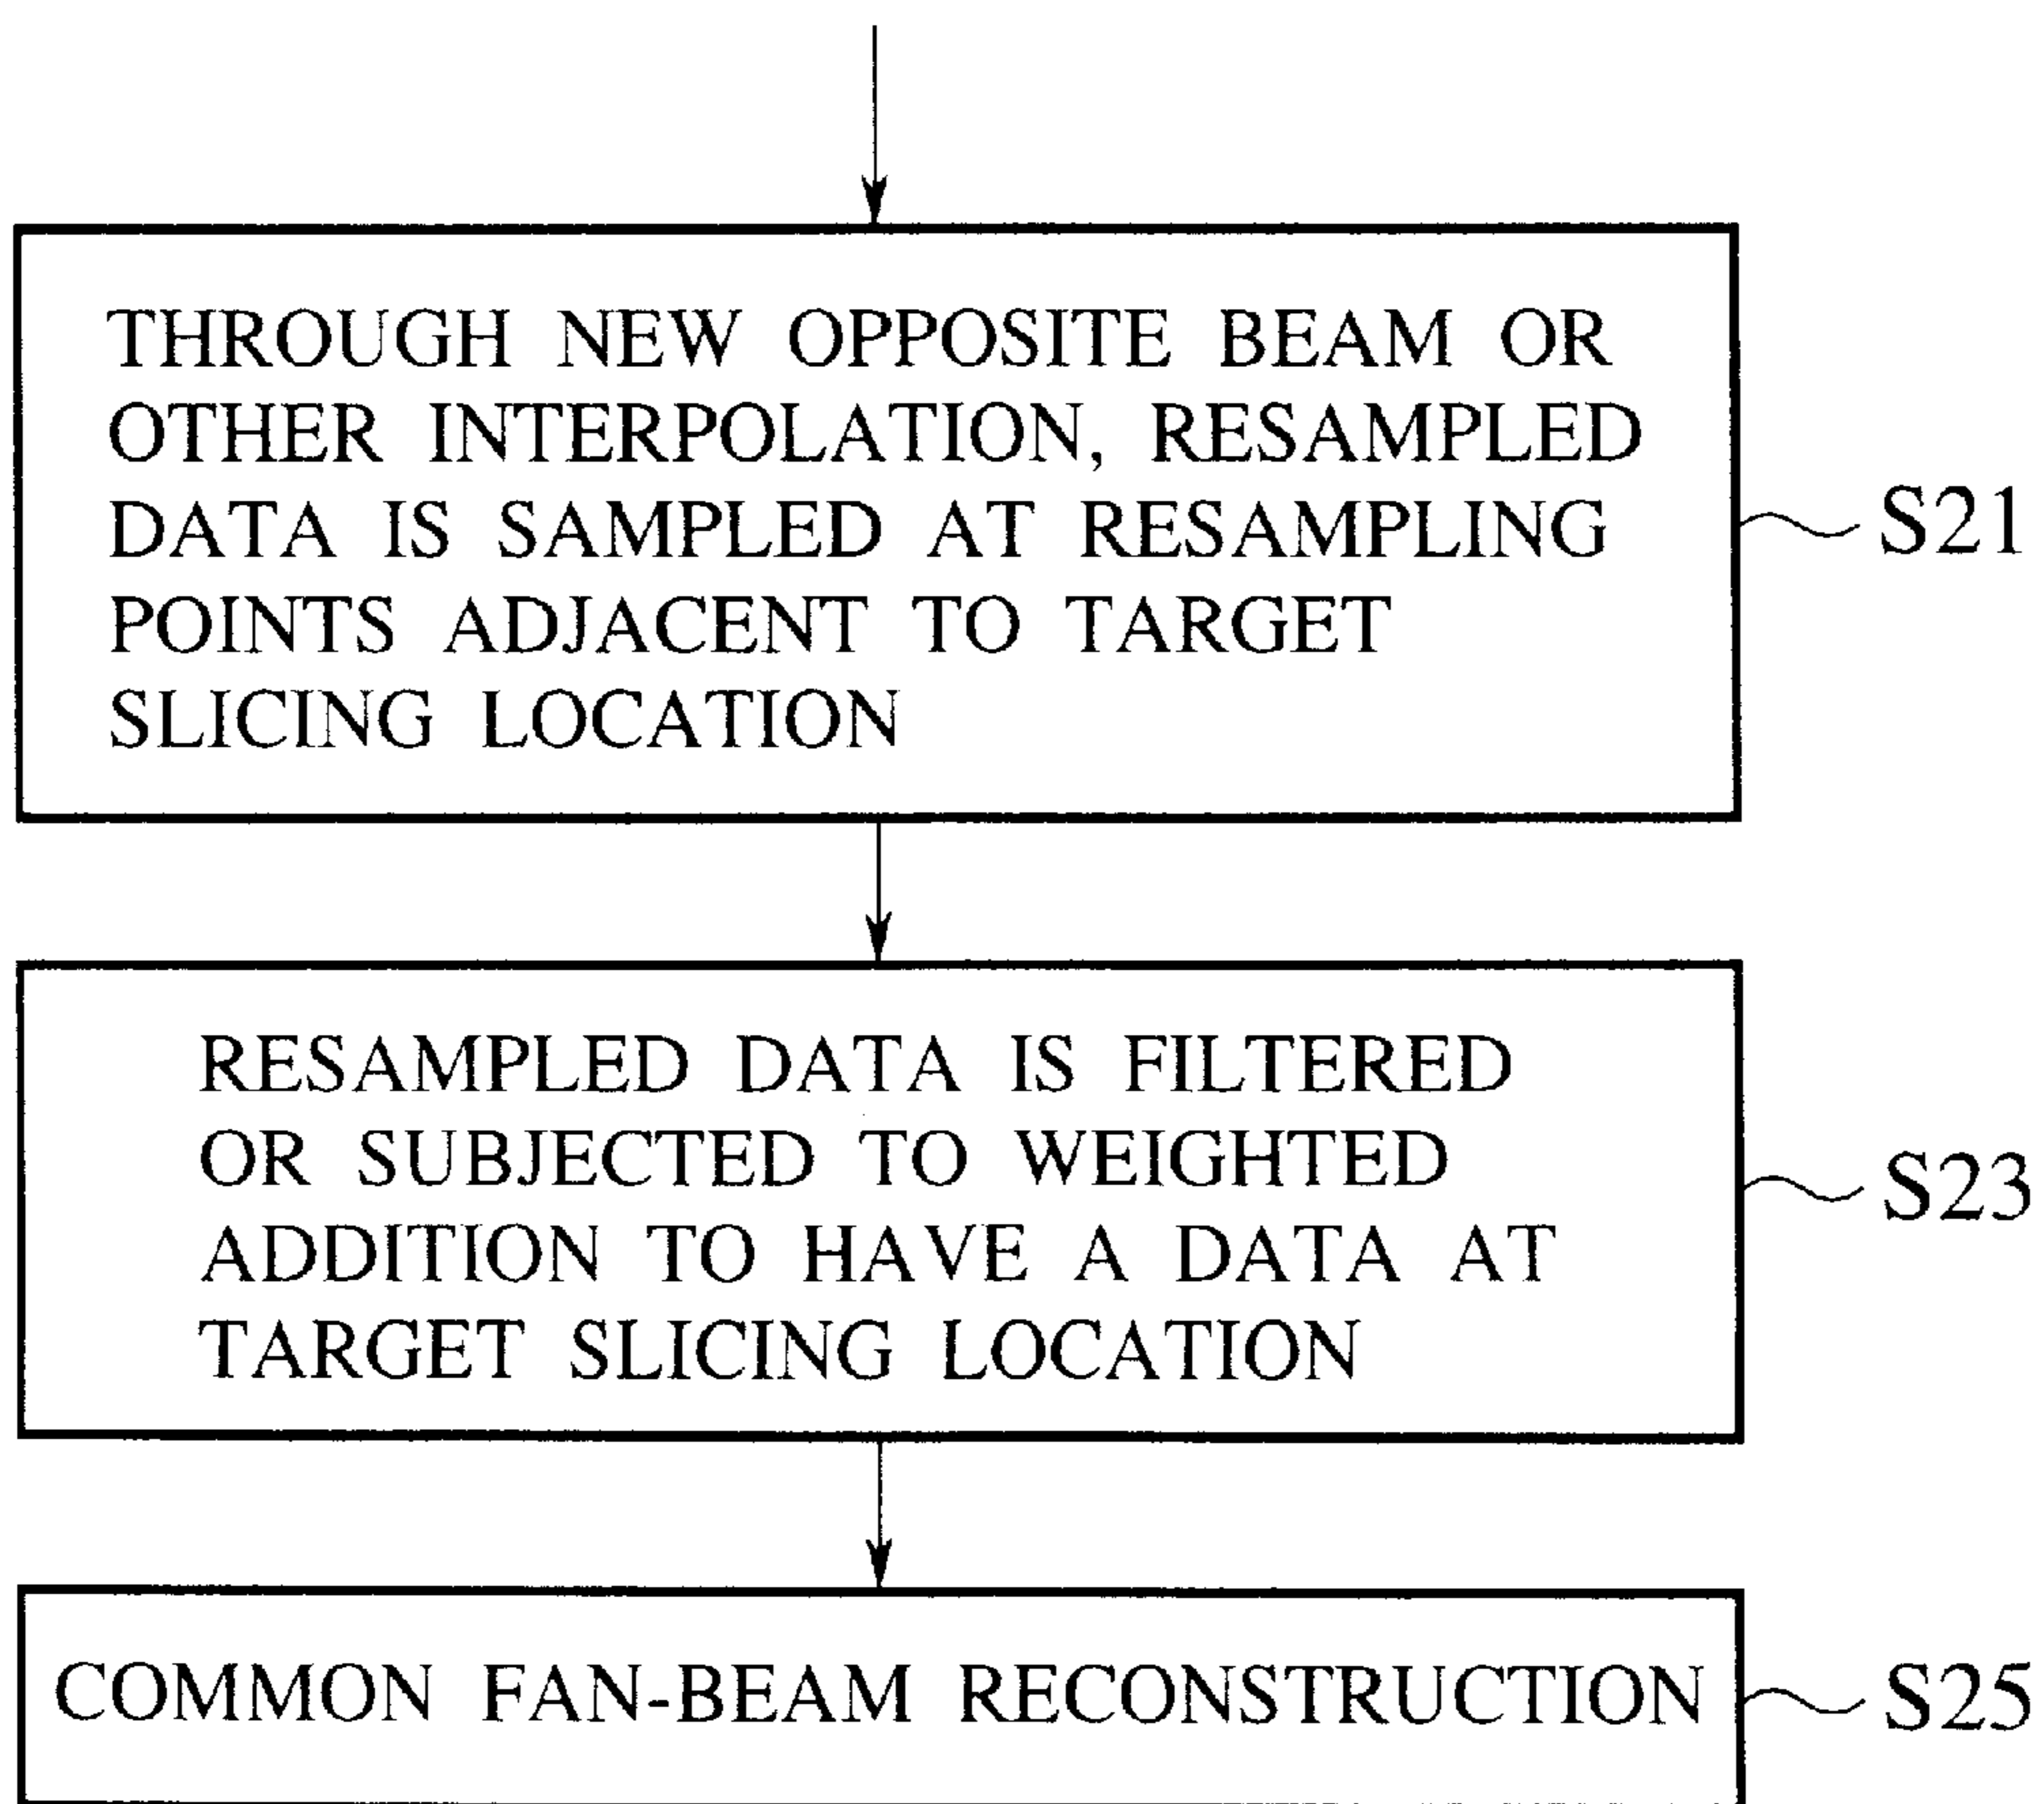 THROUGH NEW OPPOSITE BEAM OR
OTHER INTERPOLATION, RESAMPLED
DATA IS SAMPLED AT RESAMPLING
POINTS ADJACENT TO TARGET
SLICING LOCATION
S21
RESAMPLED DATA IS FILTERED
OR SUBJECTED TO WEIGHTED
ADDITION TO HAVE A DATA AT
TARGET SLICING LOCATION
S23
COMMON FAN-BEAM RECONSTRUCTION
S25